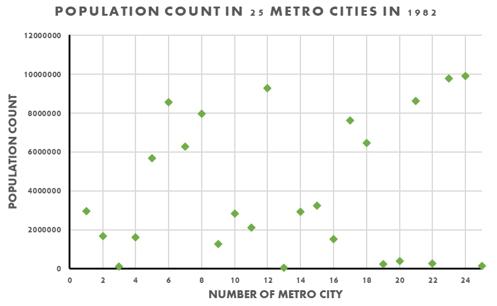 POPULATION COUNT IN 25 METRO CITIES IN 1982
12000000
10000000
8000000
6000000
4000000
2000000
0
POPULATION COUNT
0 2 4 6 8 10 12 14 16 18 20 22 24
NUMBER OF METRO CITY